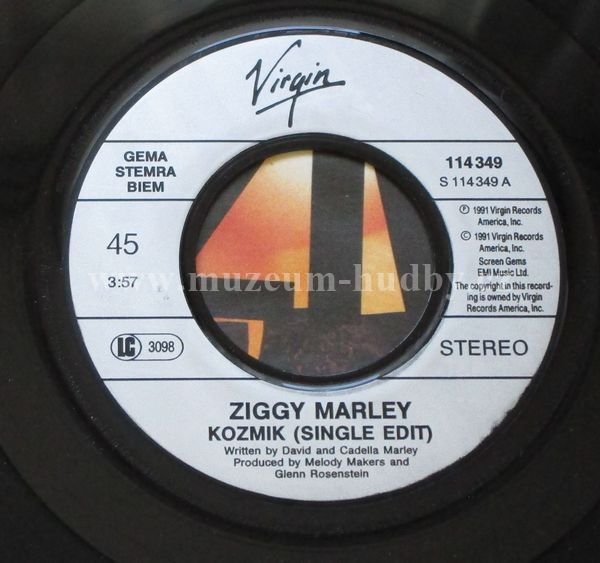 Virgin
GEMA
STEMRA
BIEM
45
3:57
LC 3098
114 349
S 114 349 A
℗ 1991 Virgin Records
America, Inc.
© 1991 Virgin Records
America, Inc.
Screen Gems
EMI Music Ltd.
The copyright in this record-
ing is owned by Virgin
Records America, Inc.
STEREO
www.muzeum-hudby.
ZIGGY MARLEY
KOZMIK (SINGLE EDIT)
Written by David and Cadella Marley
Produced by Melody Makers and
Glenn Rosenstein